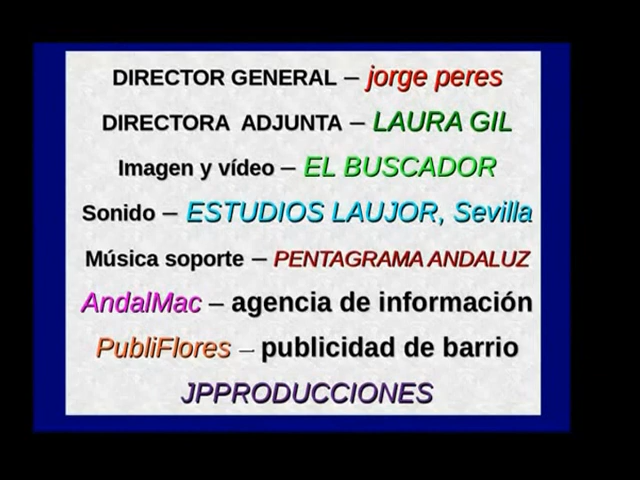 DIRECTOR GENERAL – jorge peres
DIRECTORA ADJUNTA – LAURA GIL
Imagen y vídeo – EL BUSCADOR
Sonido – ESTUDIOS LAUJOR, Sevilla
Música soporte – PENTAGRAMA ANDALUZ
AndalMac – agencia de información
PubliFlores – publicidad de barrio
JPPRODUCCIONES